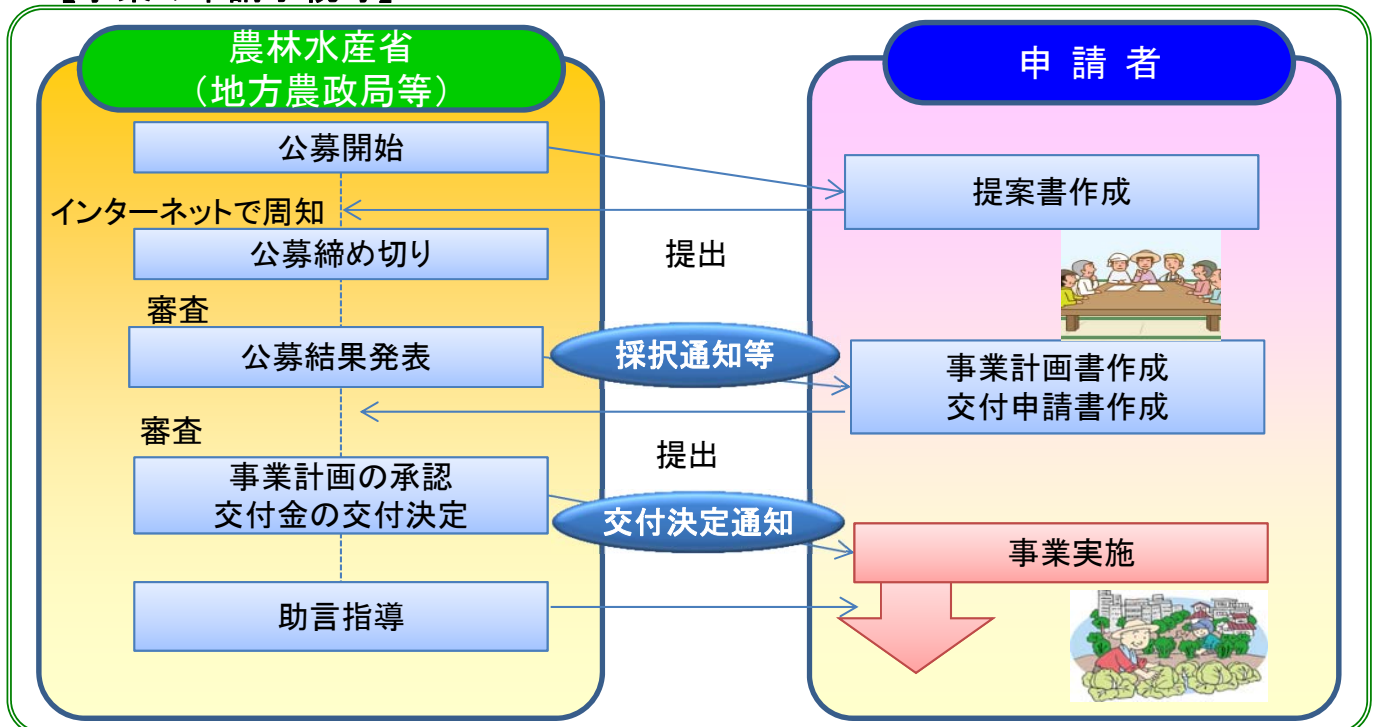 農林水産省
（地方農政局等）
申 請 者
公募開始
提案書作成
インターネットで周知
公募締め切り
提出
審査
公募結果発表
採択通知等
事業計画書作成
交付申請書作成
審査
提出
事業計画の承認
交付金の交付決定
交付決定通知
事業実施
助言指導